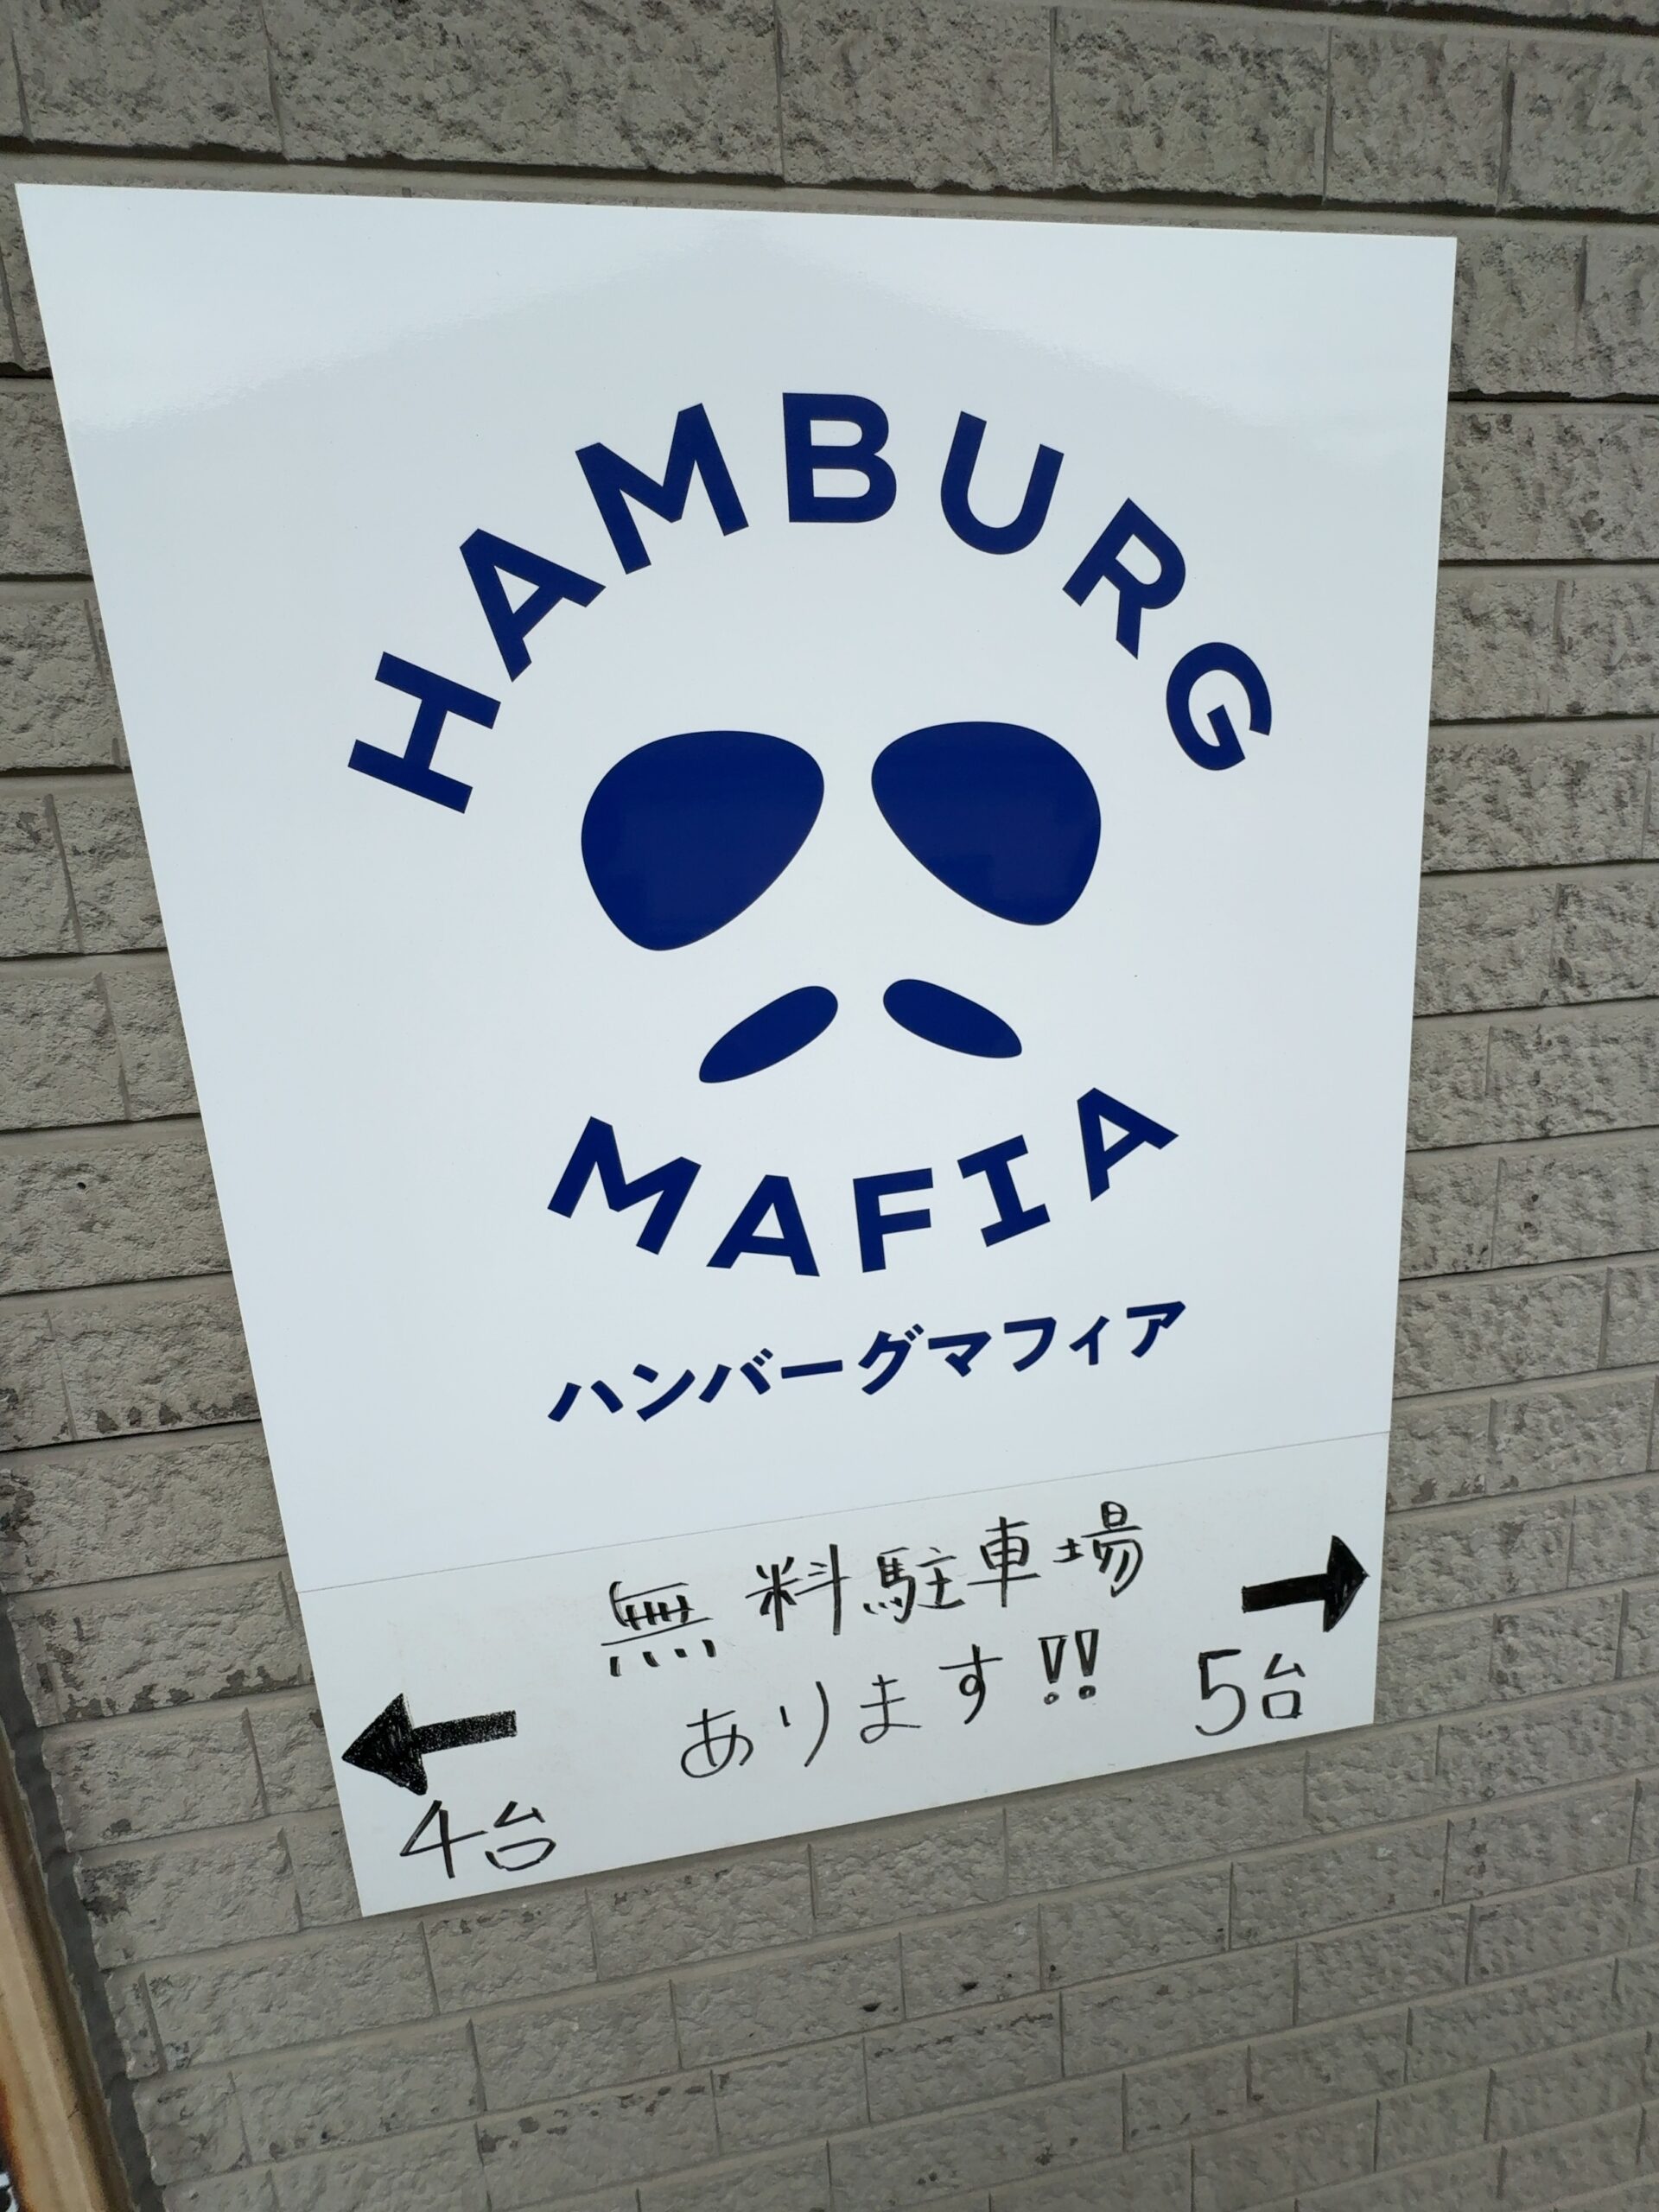 HAMBURG
MAFIA
ハンバーグマフィア
無料駐車場
あります!!
→
5台
←
4台